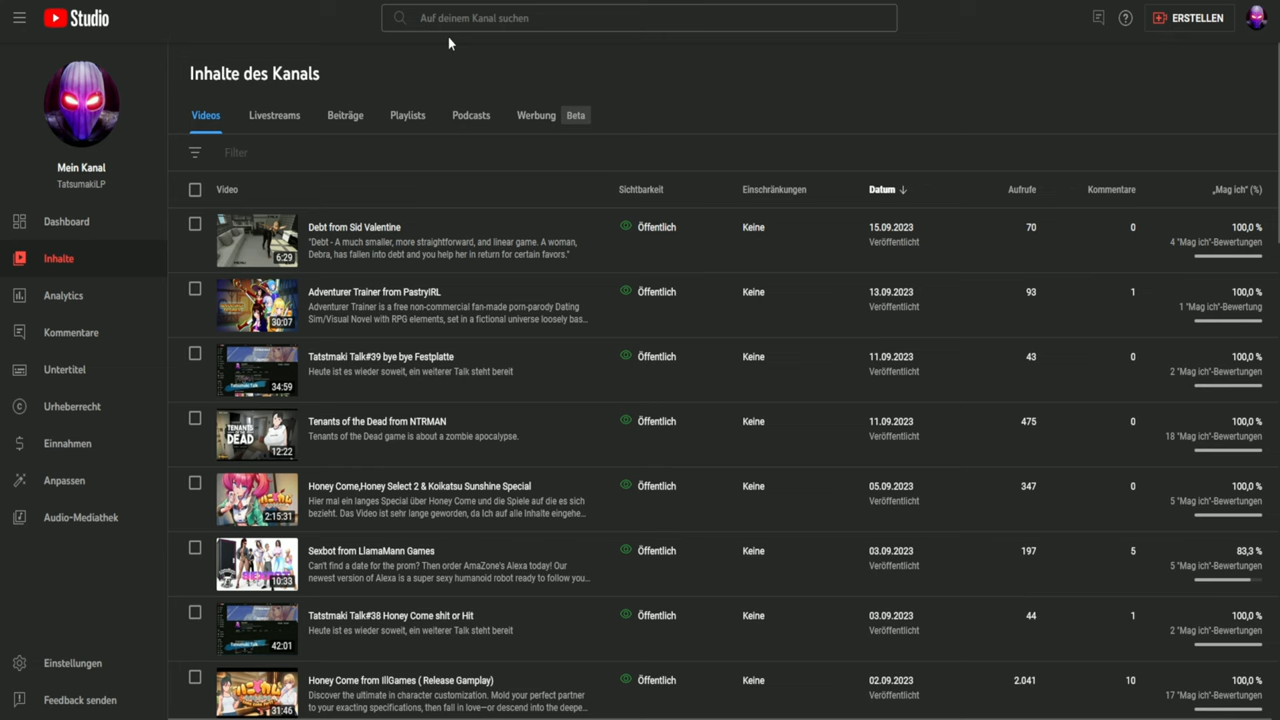 Studio
Auf deinem Kanal suchen
ERSTELLEN
Mein Kanal
TatsumakiLP
Dashboard
Inhalte
Analytics
Kommentare
Untertitel
Urheberrecht
Einnahmen
Anpassen
Audio-Mediathek
Einstellungen
Feedback senden
Inhalte des Kanals
Videos Livestreams Beiträge Playlists Podcasts Werbung Beta
Filter
Video Sichtbarkeit Einschränkungen Datum Aufrufe Kommentare „Mag ich“ (%)
Debt from Sid Valentine Öffentlich Keine 15.09.2023 70 0 100,0 %
"Debt - A much smaller, more straightforward, and linear game. A woman, Veröffentlicht 4 "Mag ich"-Bewertungen
Debra, has fallen into debt and you help her in return for certain favors."
6:29
Adventurer Trainer from PastryIRL Öffentlich Keine 13.09.2023 93 1 100,0 %
Adventurer Trainer is a free non-commercial fan-made porn-parody Dating Veröffentlicht 1 "Mag ich"-Bewertung
Sim/Visual Novel with RPG elements, set in a fictional universe loosely bas...
30:07
Tatstmaki Talk#39 bye bye Festplatte Öffentlich Keine 11.09.2023 43 0 100,0 %
Heute ist es wieder soweit, ein weiterer Talk steht bereit Veröffentlicht 2 "Mag ich"-Bewertungen
Tatsumaki Talk
34:59
Tenants of the Dead from NTRMAN Öffentlich Keine 11.09.2023 475 0 100,0 %
Tenants of the Dead game is about a zombie apocalypse. Veröffentlicht 18 "Mag ich"-Bewertungen
TENANTS
OF THE
DEAD
12:22
Honey Come,Honey Select 2 & Koikatsu Sunshine Special Öffentlich Keine 05.09.2023 347 0 100,0 %
Hier mal ein langes Special über Honey Come und die Spiele auf die es sich Veröffentlicht 5 "Mag ich"-Bewertungen
bezieht. Das Video ist sehr lange geworden, da Ich auf alle Inhalte eingehe...
2:15:31
Sexbot from LlamaMann Games Öffentlich Keine 03.09.2023 197 5 83,3 %
Can't find a date for the prom? Then order AmaZone's Alexa today! Our Veröffentlicht 5 "Mag ich"-Bewertungen
newest version of Alexa is a super sexy humanoid robot ready to follow you...
10:33
Tatstmaki Talk#38 Honey Come shit or Hit Öffentlich Keine 03.09.2023 44 1 100,0 %
Heute ist es wieder soweit, ein weiterer Talk steht bereit Veröffentlicht 2 "Mag ich"-Bewertungen
Tatsumaki Talk
42:01
Honey Come from IllGames ( Release Gamplay) Öffentlich Keine 02.09.2023 2.041 10 100,0 %
Discover the ultimate in character customization. Mold your perfect partner Veröffentlicht 17 "Mag ich"-Bewertungen
to your exacting specifications, then fall in love—or descend into the deepe...
31:46